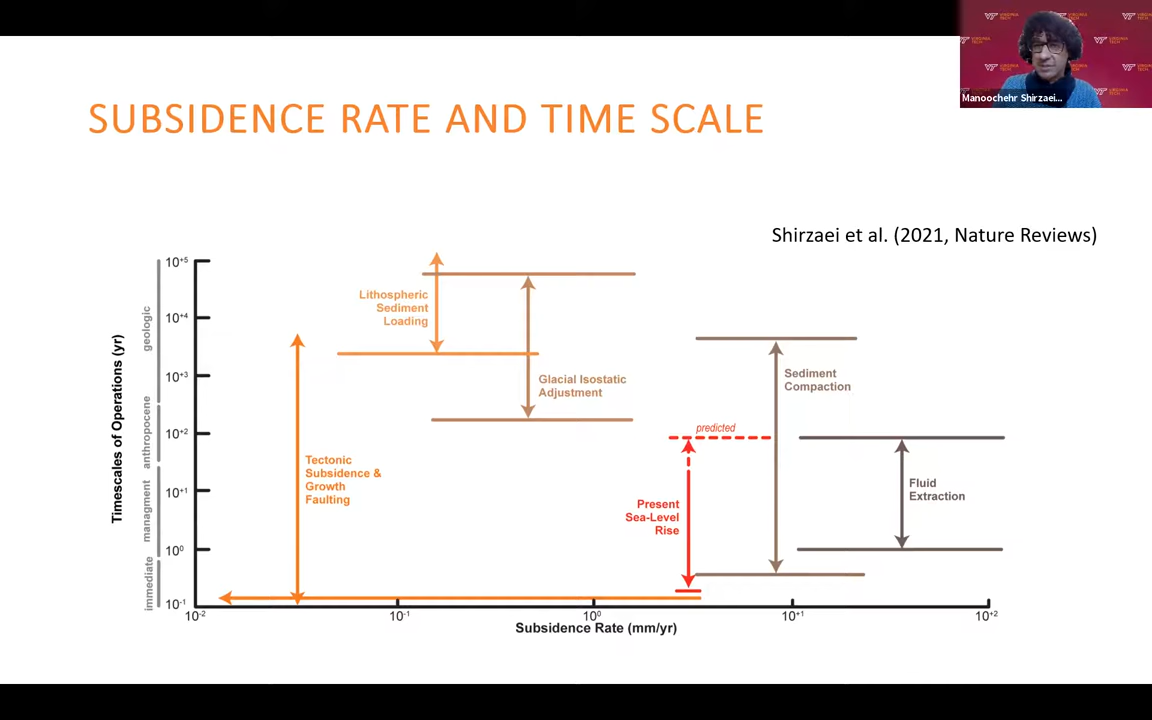 VIRGINIA TECH
Manoochehr Shirzaei...
SUBSIDENCE RATE AND TIME SCALE
Shirzaei et al. (2021, Nature Reviews)
Timescales of Operations (yr)
geologic
anthropocene
managment
immediate
10+5
10+4
10+3
10+2
10+1
100
10-1
Lithospheric
Sediment
Loading
Glacial Isostatic
Adjustment
Tectonic
Subsidence &
Growth
Faulting
predicted
Present
Sea-Level
Rise
Sediment
Compaction
Fluid
Extraction
10-2
10-1
100
10+1
10+2
Subsidence Rate (mm/yr)